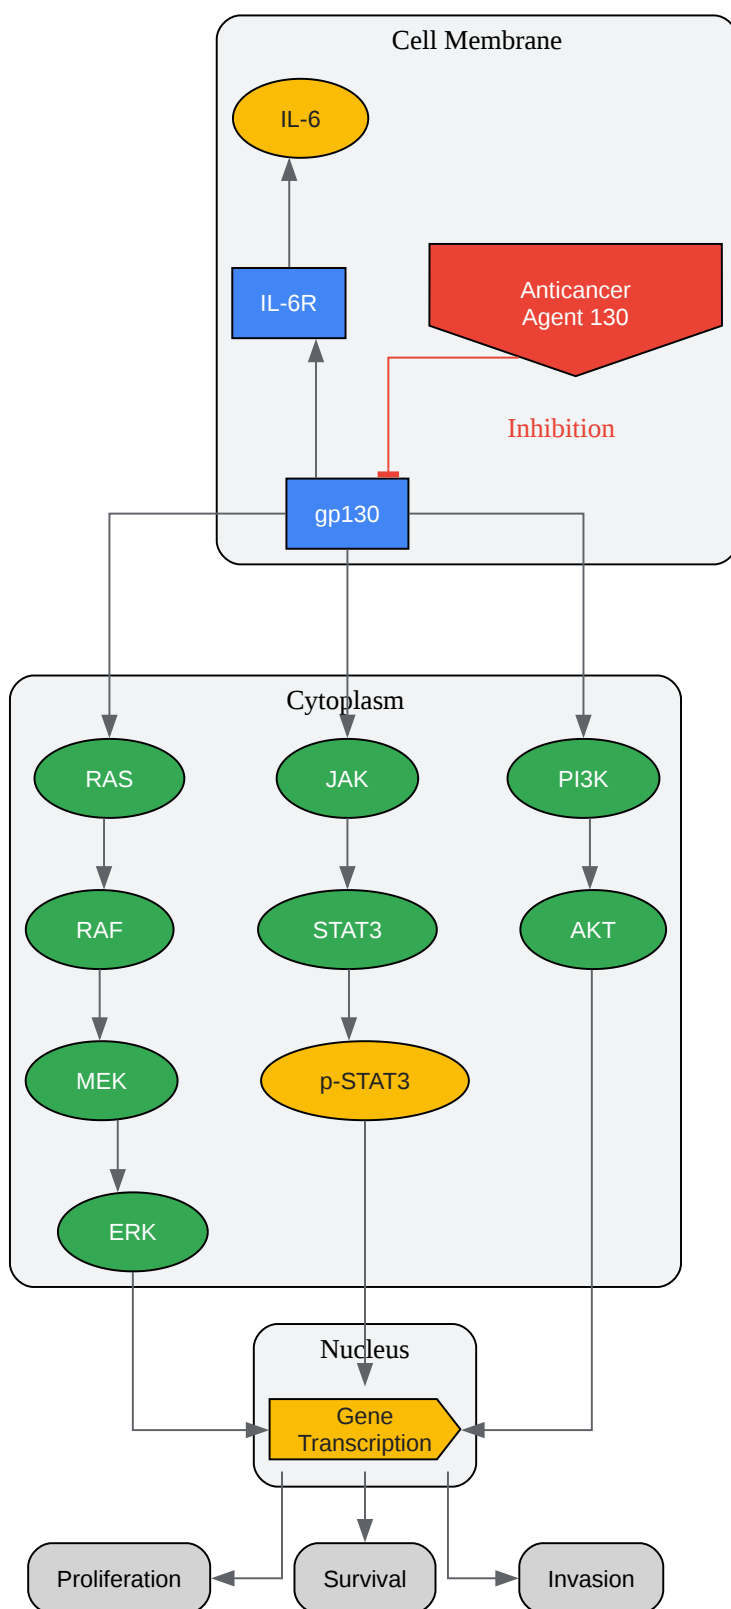 Cell Membrane
IL-6
IL-6R
Anticancer
Agent 130
Inhibition
gp130
Cytoplasm
RAS
JAK
PI3K
RAF
STAT3
AKT
MEK
p-STAT3
ERK
Nucleus
Gene
Transcription
Proliferation
Survival
Invasion